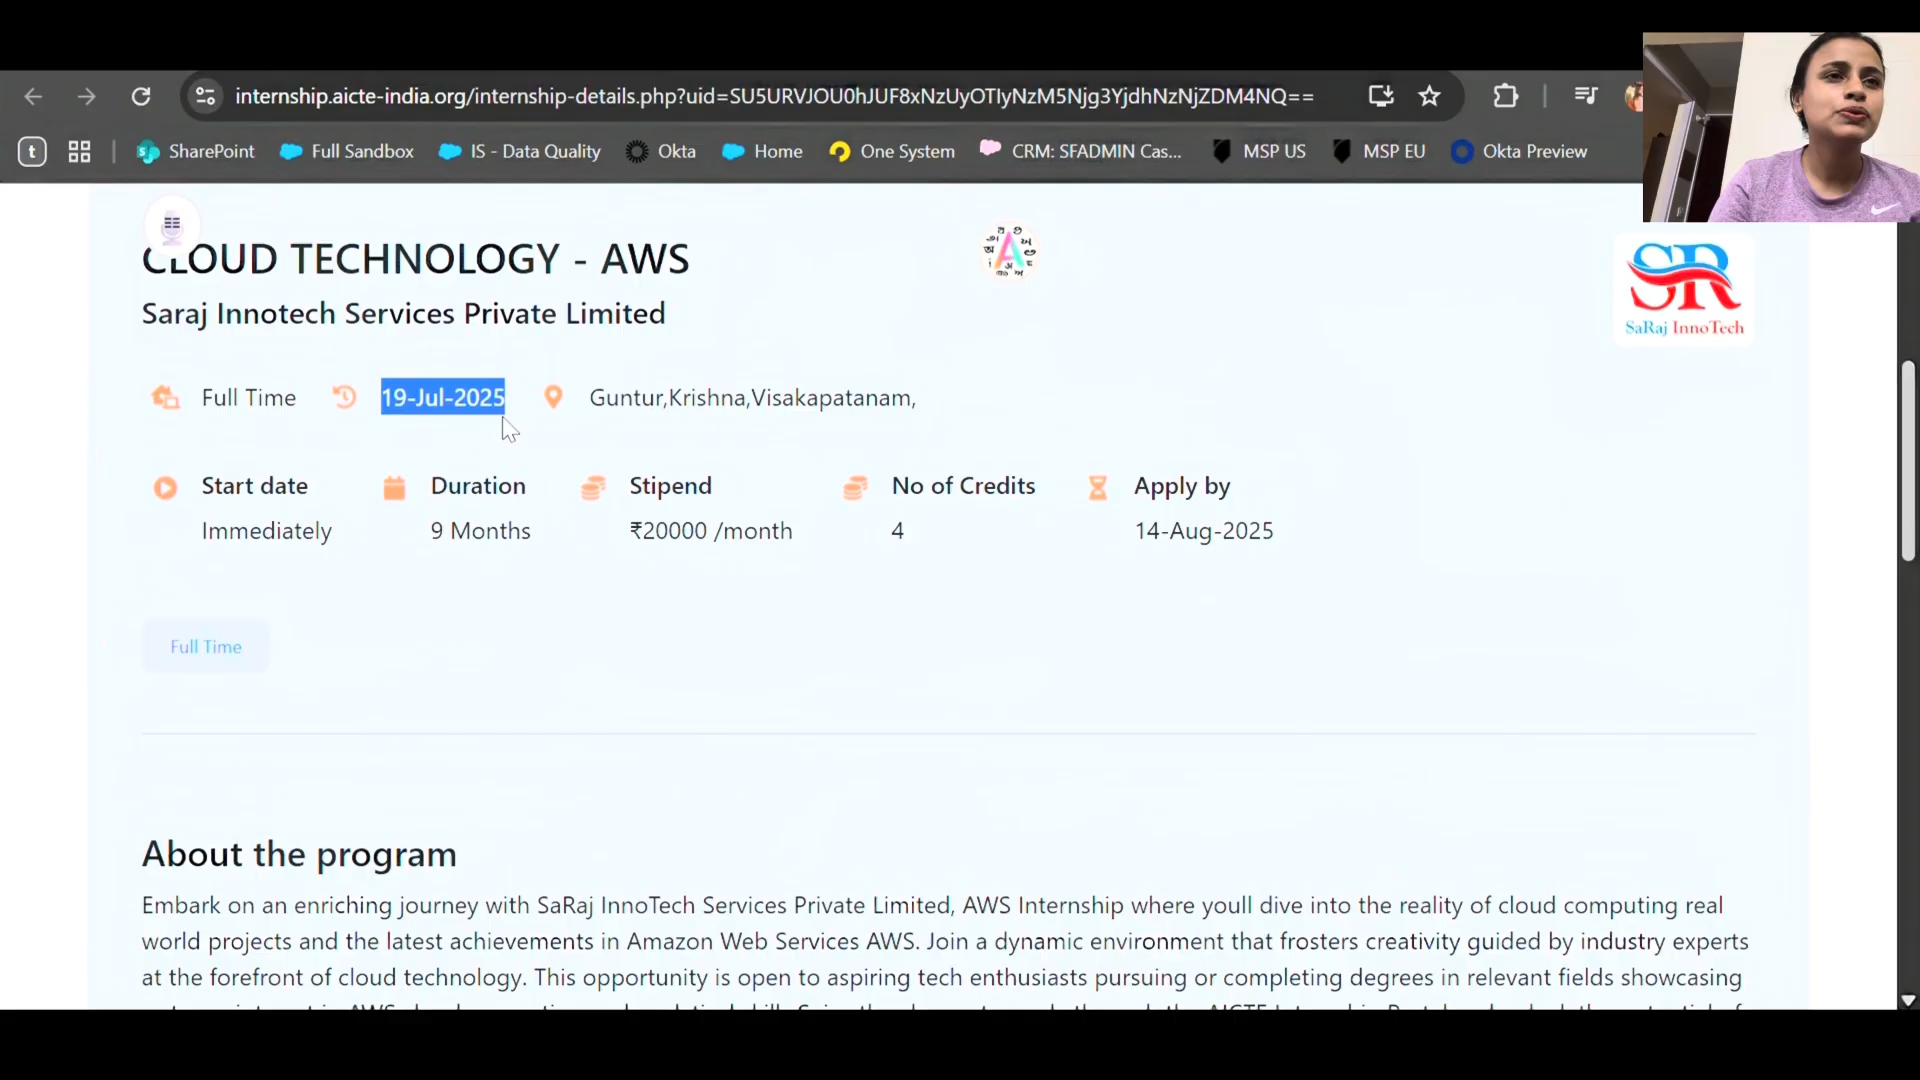 internship.aicte-india.org/internship-details.php?uid=SU5URVJOU0hJUF8xNzUyOTIyNzM5Njg3YjdhNzNjZDM4NQ==
t SharePoint Full Sandbox IS - Data Quality Okta Home One System CRM: SFADMIN Cas... MSP US MSP EU Okta Preview
CLOUD TECHNOLOGY - AWS
Saraj Innotech Services Private Limited
SR
SaRaj InnoTech
Full Time 19-Jul-2025 Guntur,Krishna,Visakapatanam,
Start date Duration Stipend No of Credits Apply by
Immediately 9 Months ₹20000 /month 4 14-Aug-2025
Full Time
About the program
Embark on an enriching journey with SaRaj InnoTech Services Private Limited, AWS Internship where youll dive into the reality of cloud computing real
world projects and the latest achievements in Amazon Web Services AWS. Join a dynamic environment that frosters creativity guided by industry experts
at the forefront of cloud technology. This opportunity is open to aspiring tech enthusiasts pursuing or completing degrees in relevant fields showcasing